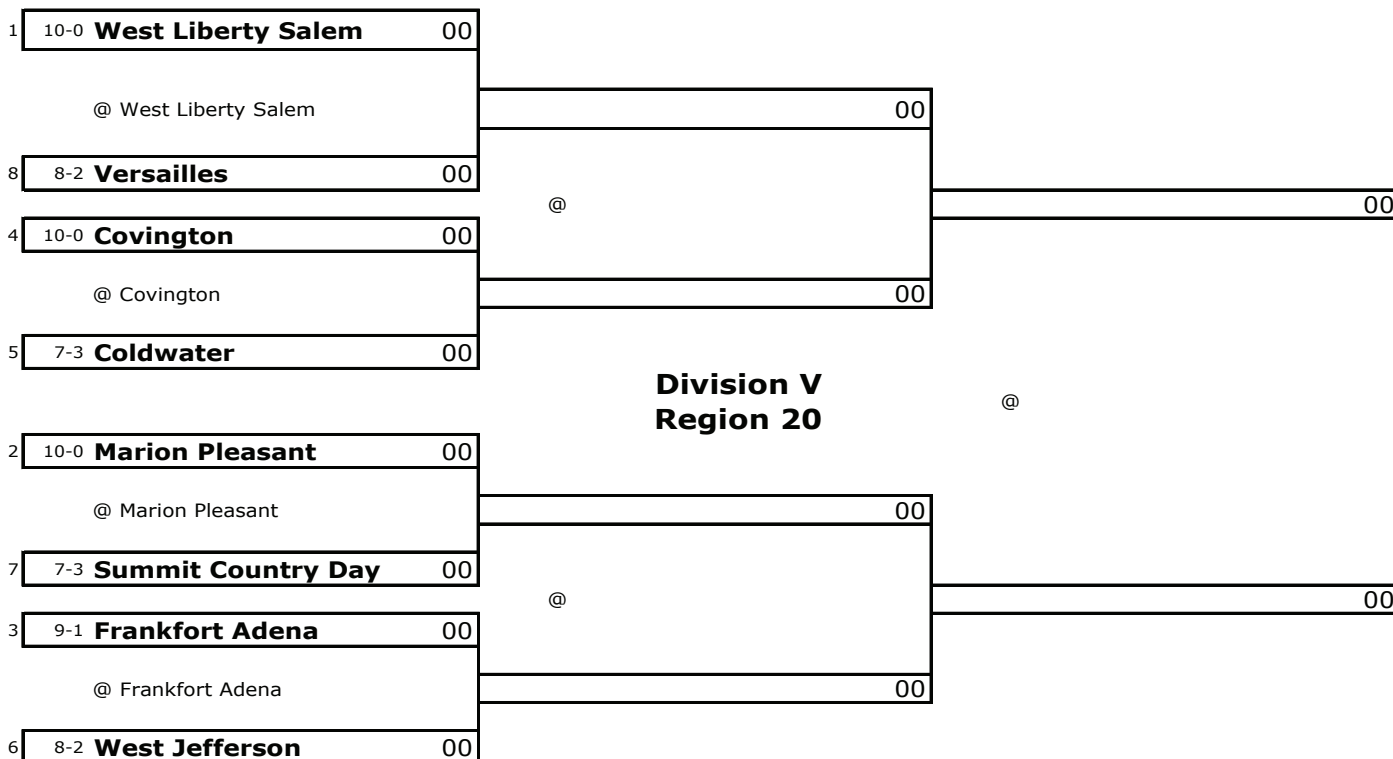 1 10-0 West Liberty Salem 00
@ West Liberty Salem
00
8 8-2 Versailles 00
@
00
4 10-0 Covington 00
@ Covington
00
5 7-3 Coldwater 00
Division V
Region 20
@
2 10-0 Marion Pleasant 00
@ Marion Pleasant
00
7 7-3 Summit Country Day 00
@
00
3 9-1 Frankfort Adena 00
@ Frankfort Adena
00
6 8-2 West Jefferson 00